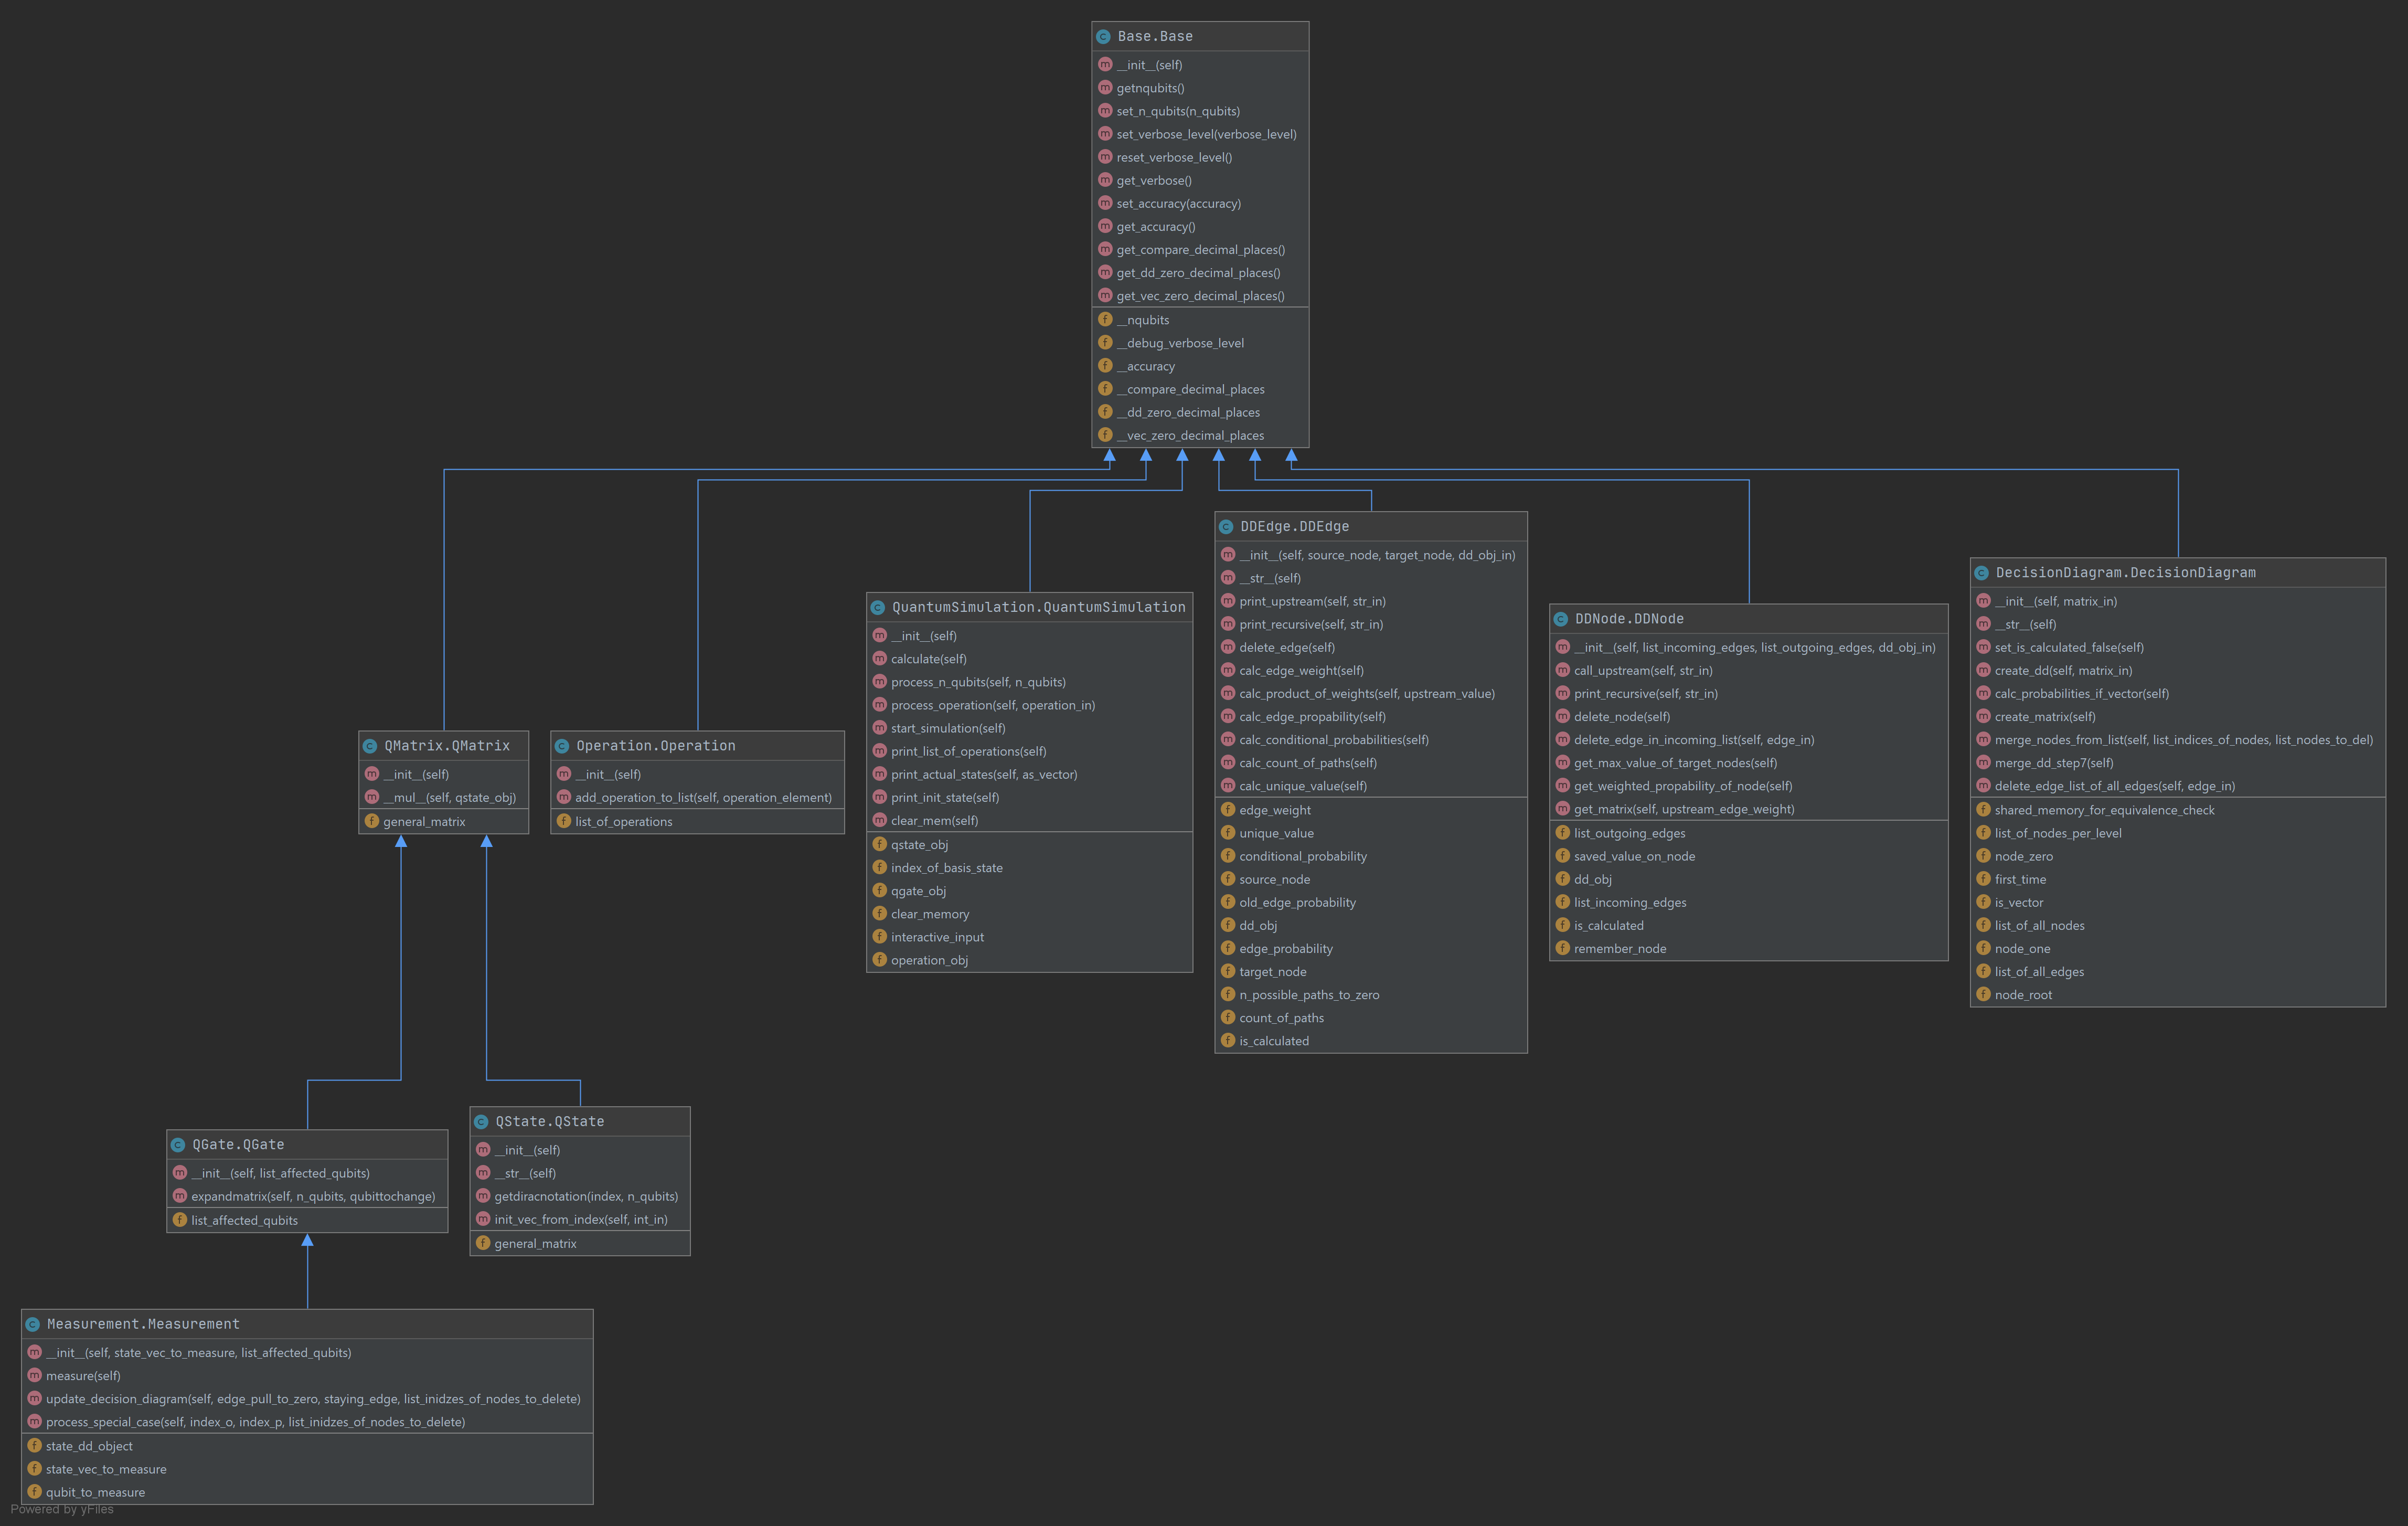 Base.Base
__init__(self)
getnqubits()
set_n_qubits(n_qubits)
set_verbose_level(verbose_level)
reset_verbose_level()
get_verbose()
set_accuracy(accuracy)
get_accuracy()
get_compare_decimal_places()
get_dd_zero_decimal_places()
get_vec_zero_decimal_places()
__nqubits
__debug_verbose_level
__accuracy
__compare_decimal_places
__dd_zero_decimal_places
__vec_zero_decimal_places
QMatrix.QMatrix
__init__(self)
__mul__(self, qstate_obj)
general_matrix
Operation.Operation
__init__(self)
add_operation_to_list(self, operation_element)
list_of_operations
QuantumSimulation.QuantumSimulation
__init__(self)
calculate(self)
process_n_qubits(self, n_qubits)
process_operation(self, operation_in)
start_simulation(self)
print_list_of_operations(self)
print_actual_states(self, as_vector)
print_init_state(self)
clear_mem(self)
qstate_obj
index_of_basis_state
qgate_obj
clear_memory
interactive_input
operation_obj
DDEdge.DDEdge
__init__(self, source_node, target_node, dd_obj_in)
__str__(self)
print_upstream(self, str_in)
print_recursive(self, str_in)
delete_edge(self)
calc_edge_weight(self)
calc_product_of_weights(self, upstream_value)
calc_edge_propability(self)
calc_conditional_probabilities(self)
calc_count_of_paths(self)
calc_unique_value(self)
edge_weight
unique_value
conditional_probability
source_node
old_edge_probability
dd_obj
edge_probability
target_node
n_possible_paths_to_zero
count_of_paths
is_calculated
DDNode.DDNode
__init__(self, list_incoming_edges, list_outgoing_edges, dd_obj_in)
call_upstream(self, str_in)
print_recursive(self, str_in)
delete_node(self)
delete_edge_in_incoming_list(self, edge_in)
get_max_value_of_target_nodes(self)
get_weighted_propability_of_node(self)
get_matrix(self, upstream_edge_weight)
list_outgoing_edges
saved_value_on_node
dd_obj
list_incoming_edges
is_calculated
remember_node
DecisionDiagram.DecisionDiagram
__init__(self, matrix_in)
__str__(self)
set_is_calculated_false(self)
create_dd(self, matrix_in)
calc_probabilities_if_vector(self)
create_matrix(self)
merge_nodes_from_list(self, list_indices_of_nodes, list_nodes_to_del)
merge_dd_step7(self)
delete_edge_list_of_all_edges(self, edge_in)
shared_memory_for_equivalence_check
list_of_nodes_per_level
node_zero
first_time
is_vector
list_of_all_nodes
node_one
list_of_all_edges
node_root
QGate.QGate
__init__(self, list_affected_qubits)
expandmatrix(self, n_qubits, qubittochange)
list_affected_qubits
QState.QState
__init__(self)
__str__(self)
getdiracnotation(index, n_qubits)
init_vec_from_index(self, int_in)
general_matrix
Measurement.Measurement
__init__(self, state_vec_to_measure, list_affected_qubits)
measure(self)
update_decision_diagram(self, edge_pull_to_zero, staying_edge, list_inidzes_of_nodes_to_delete)
process_special_case(self, index_o, index_p, list_inidzes_of_nodes_to_delete)
state_dd_object
state_vec_to_measure
qubit_to_measure
Powered by yFiles